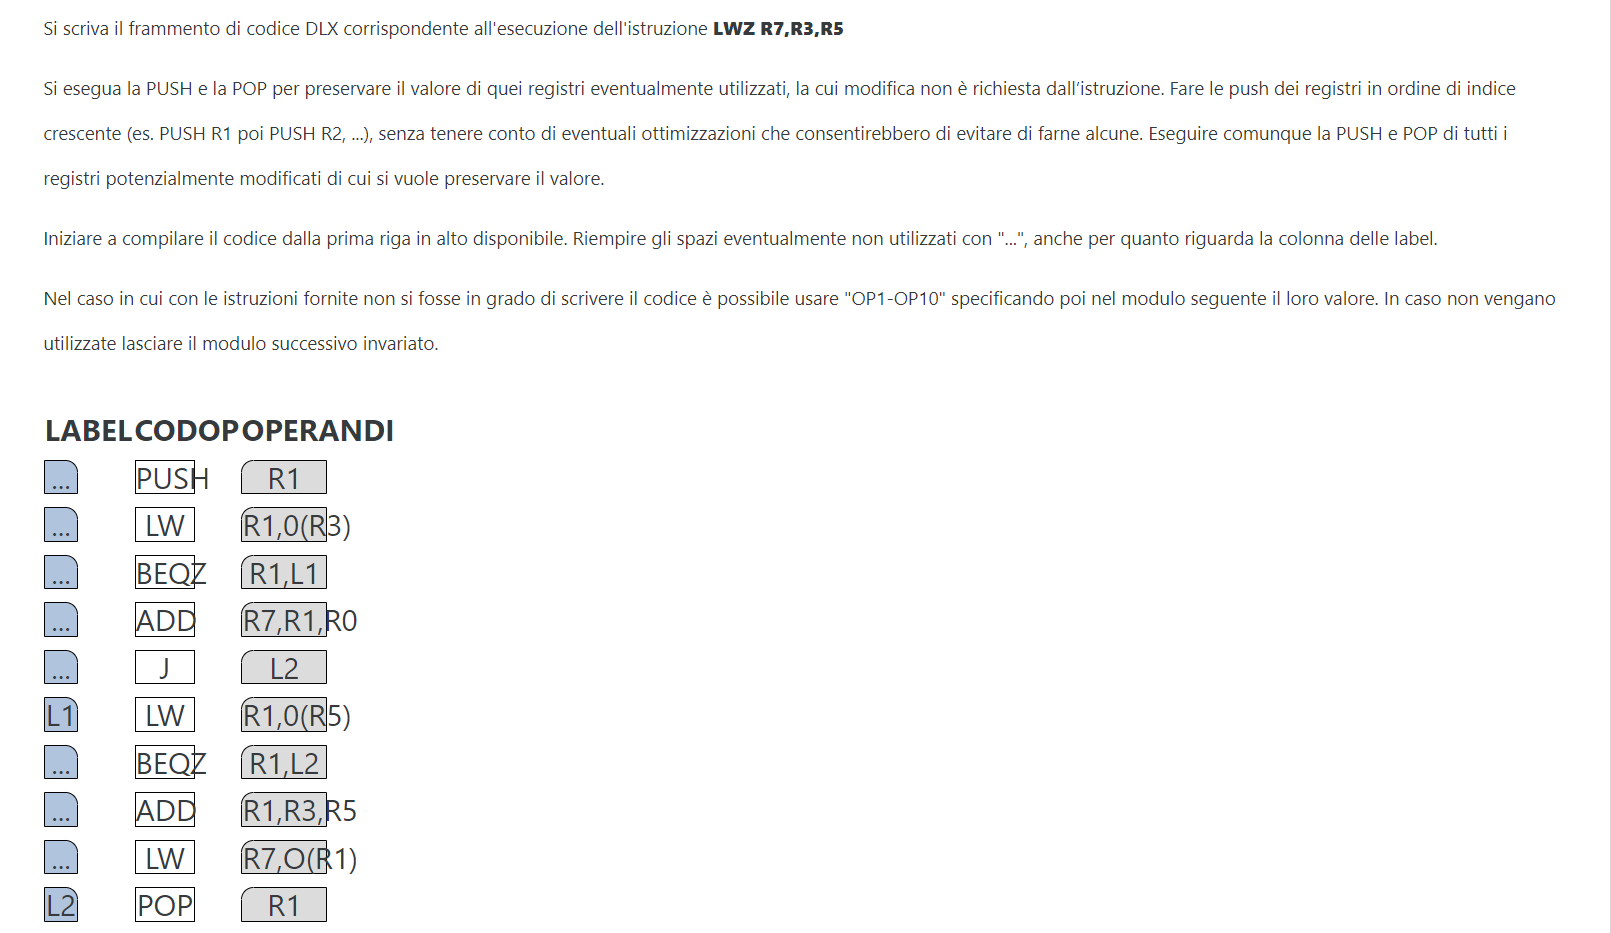 Si scriva il frammento di codice DLX corrispondente all'esecuzione dell'istruzione LWZ R7,R3,R5
Si esegua la PUSH e la POP per preservare il valore di quei registri eventualmente utilizzati, la cui modifica non è richiesta dall'istruzione. Fare le push dei registri in ordine di indice
crescente (es. PUSH R1 poi PUSH R2, ...), senza tenere conto di eventuali ottimizzazioni che consentirebbero di evitare di farne alcune. Eseguire comunque la PUSH e POP di tutti i
registri potenzialmente modificati di cui si vuole preservare il valore.
Iniziare a compilare il codice dalla prima riga in alto disponibile. Riempire gli spazi eventualmente non utilizzati con "...", anche per quanto riguarda la colonna delle label.
Nel caso in cui con le istruzioni fornite non si fosse in grado di scrivere il codice è possibile usare "OP1-OP10" specificando poi nel modulo seguente il loro valore. In caso non vengano
utilizzate lasciare il modulo successivo invariato.
LABEL CODOP OPERANDI
... PUSH R1
... LW R1,0(R3)
... BEQZ R1,L1
... ADD R7,R1,R0
... J L2
L1 LW R1,0(R5)
... BEQZ R1,L2
... ADD R1,R3,R5
... LW R7,O(R1)
L2 POP R1